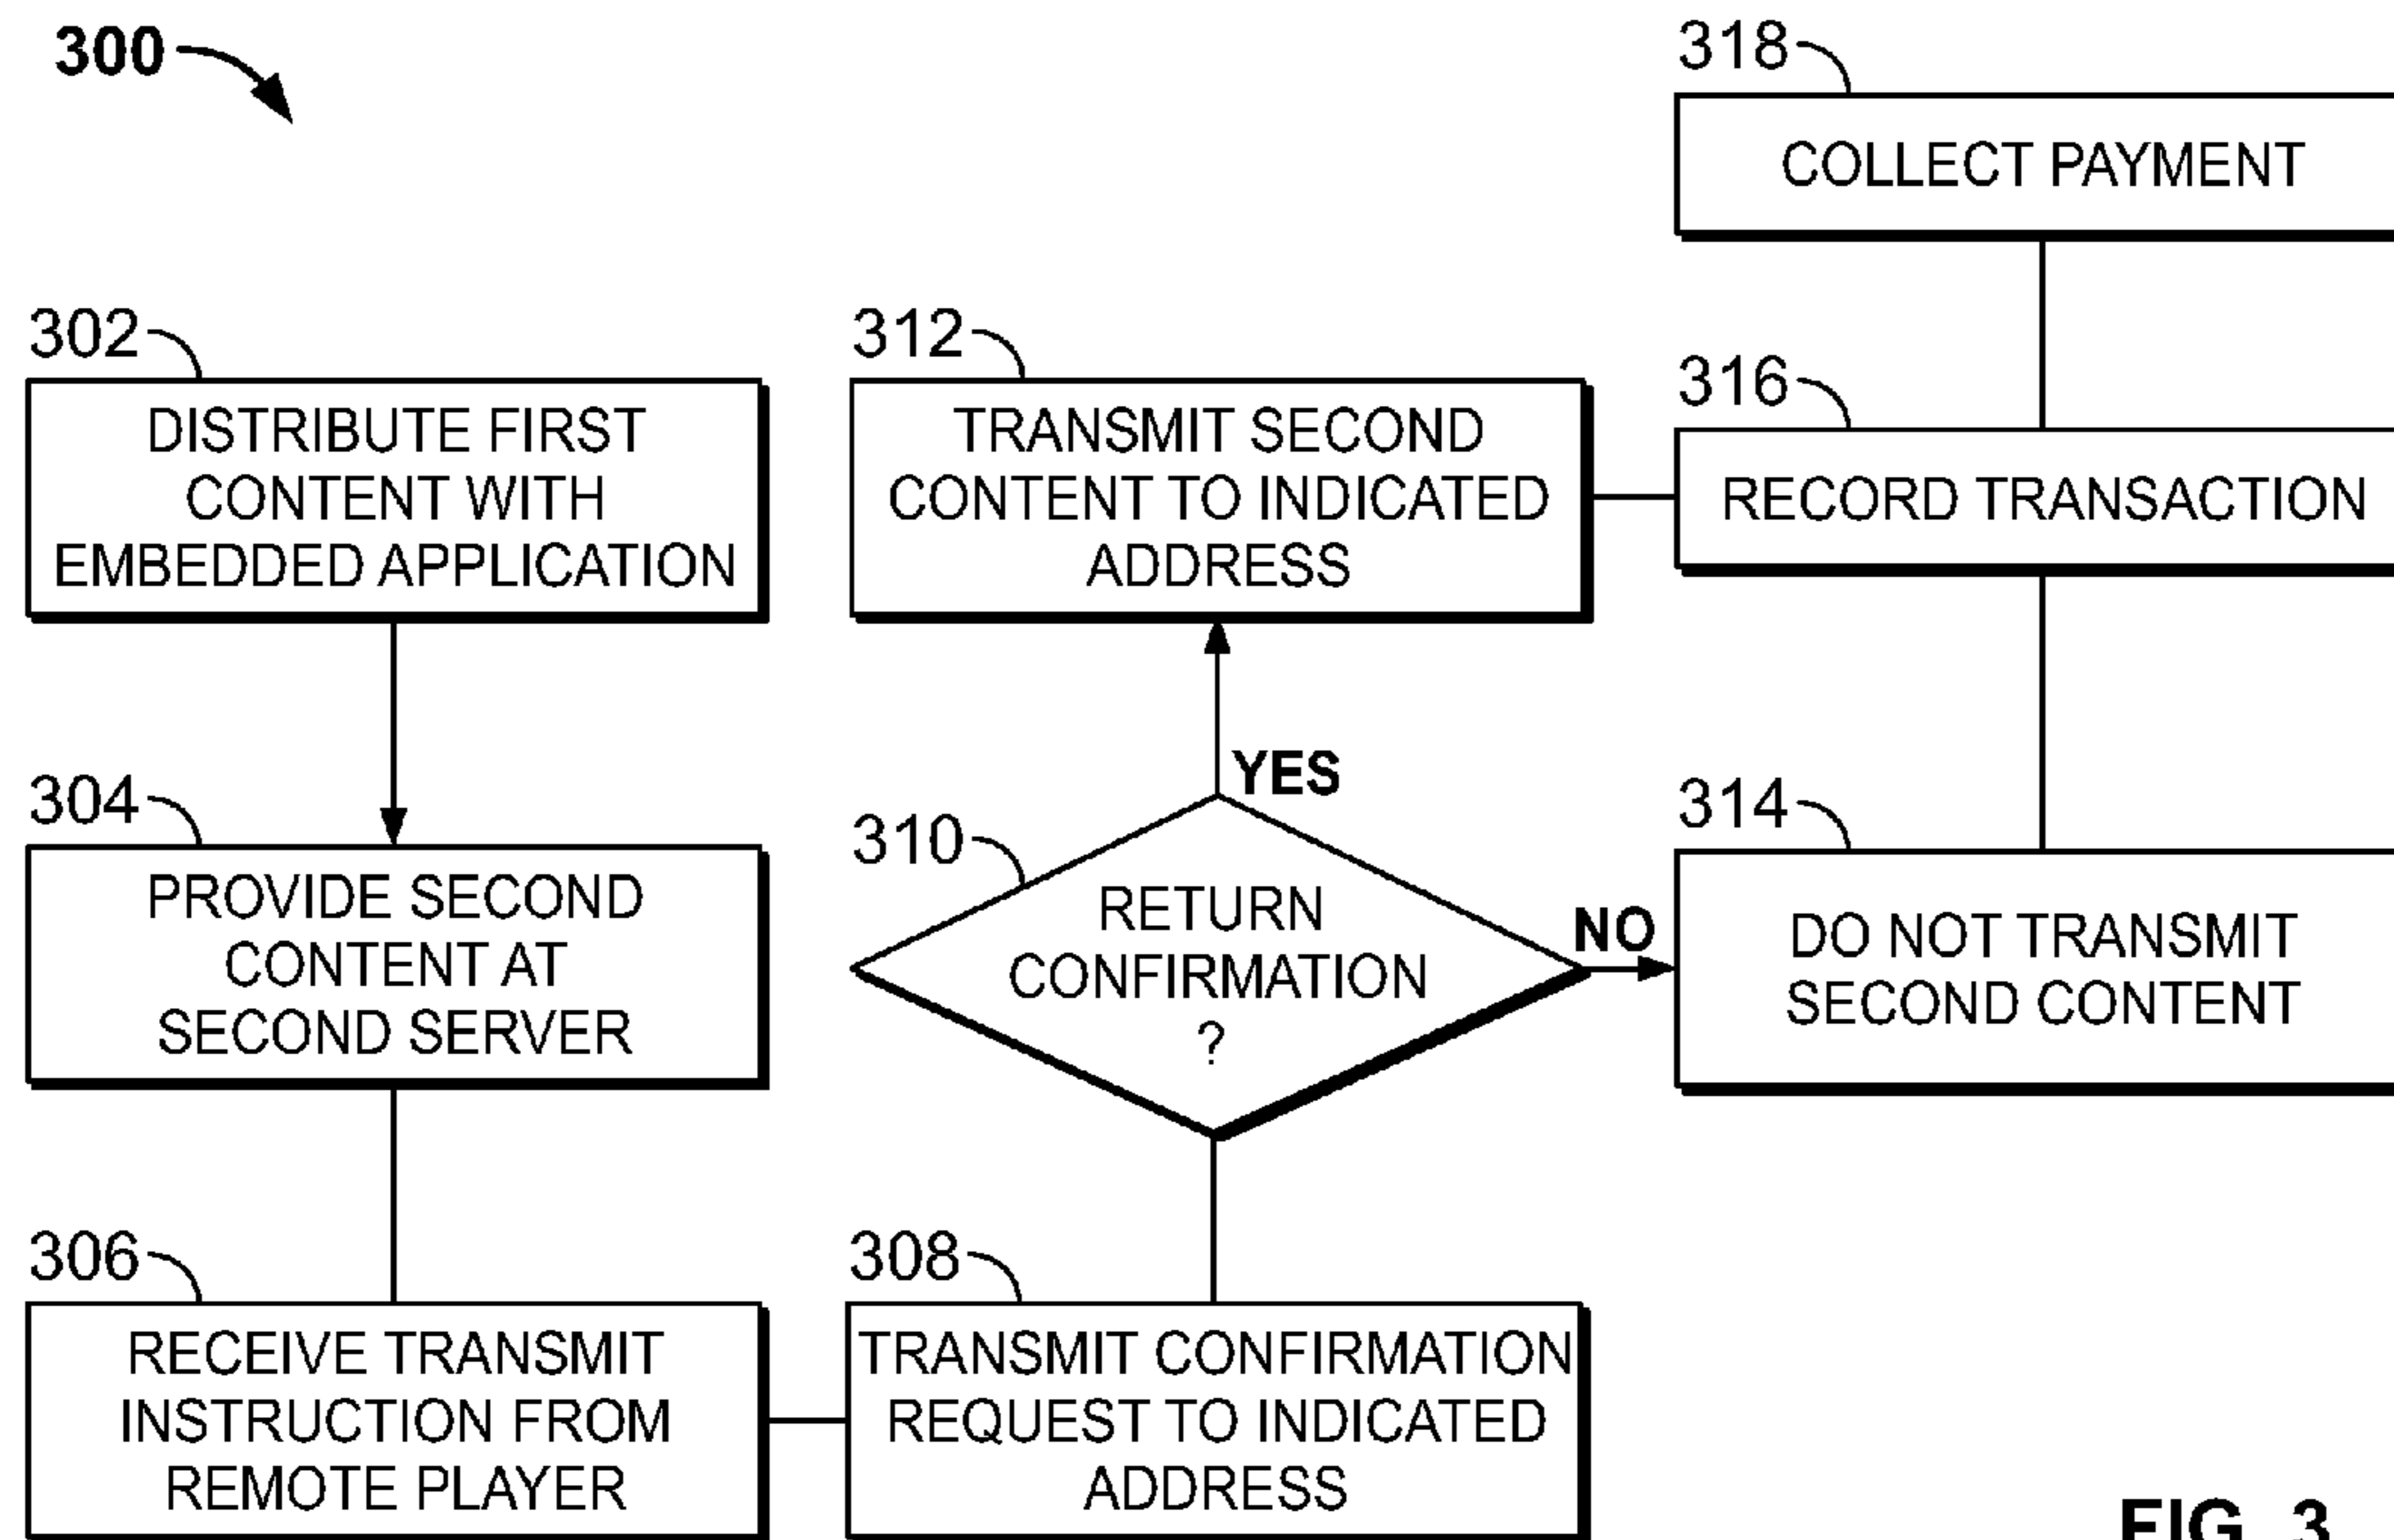 300
302
DISTRIBUTE FIRST
CONTENT WITH
EMBEDDED APPLICATION
304
PROVIDE SECOND
CONTENT AT
SECOND SERVER
306
RECEIVE TRANSMIT
INSTRUCTION FROM
REMOTE PLAYER
308
TRANSMIT CONFIRMATION
REQUEST TO INDICATED
ADDRESS
310
RETURN
CONFIRMATION
?
YES
NO
312
TRANSMIT SECOND
CONTENT TO INDICATED
ADDRESS
314
DO NOT TRANSMIT
SECOND CONTENT
316
RECORD TRANSACTION
318
COLLECT PAYMENT
FIG. 3